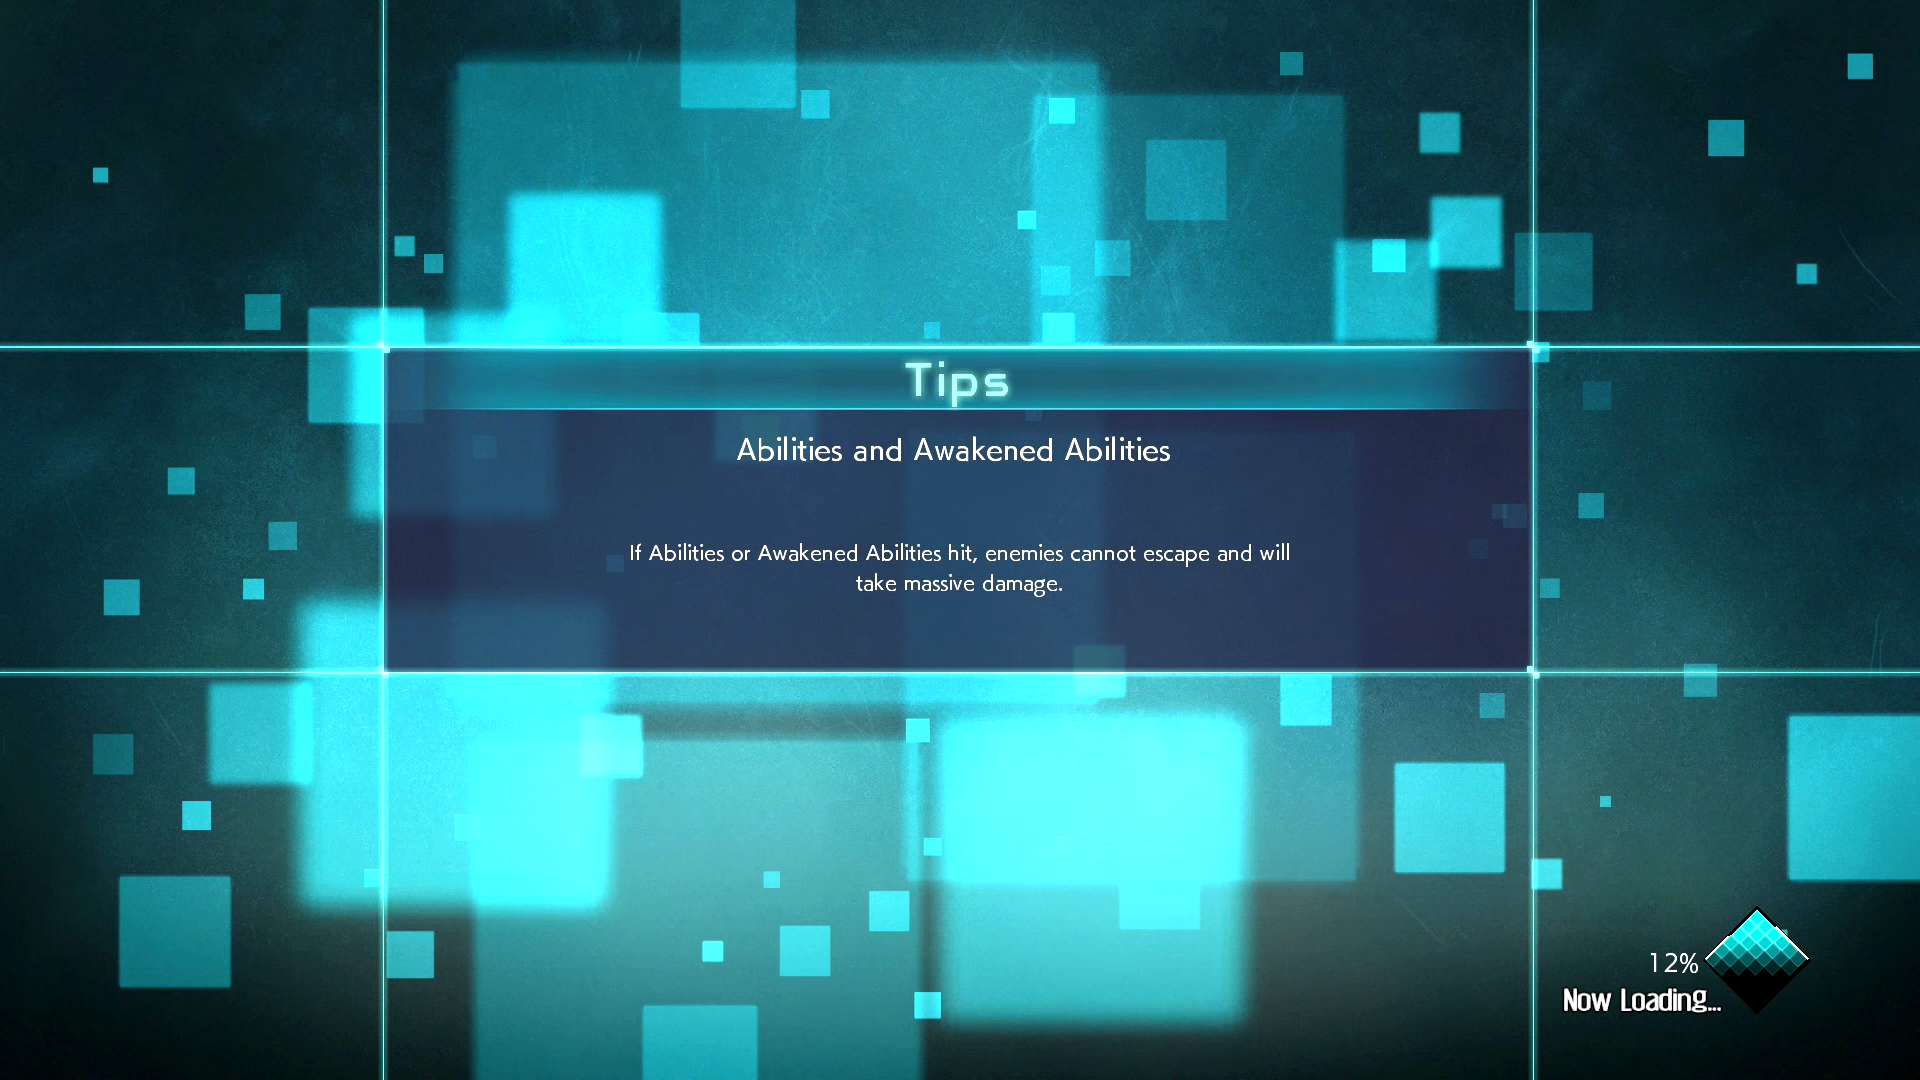 Tips
Abilities and Awakened Abilities
If Abilities or Awakened Abilities hit, enemies cannot escape and will
take massive damage.
12%
Now Loading...